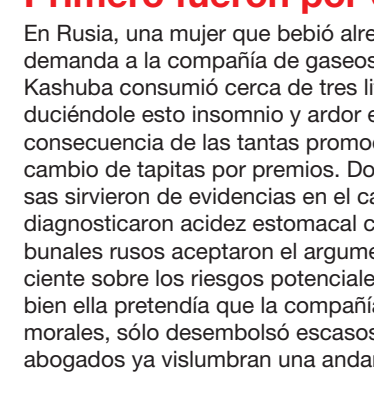 Primero fueron por
En Rusia, una mujer que bebió alre
demanda a la compañía de gaseos
Kashuba consumió cerca de tres li
duciéndole esto insomnio y ardor e
consecuencia de las tantas promoc
cambio de tapitas por premios. Do
sas sirvieron de evidencias en el ca
diagnosticaron acidez estomacal c
bunales rusos aceptaron el argume
ciente sobre los riesgos potenciale
bien ella pretendía que la compañía
morales, sólo desembolsó escasos
abogados ya vislumbran una andan